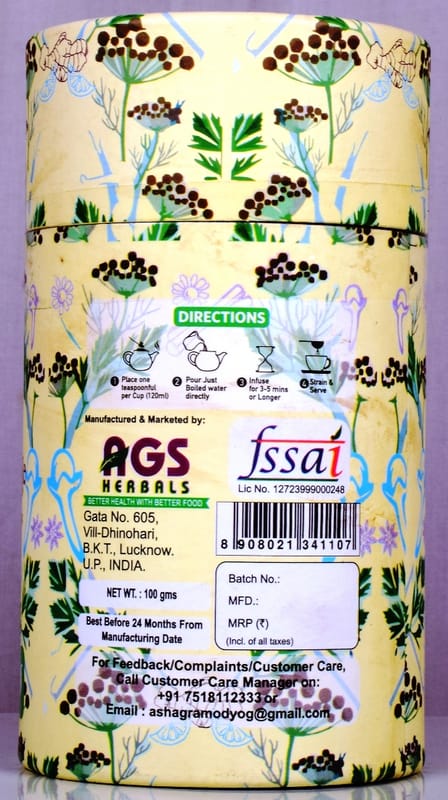 DIRECTIONS
1 Place one
teaspoonful
per Cup (120ml)
2 Pour Just
Boiled water
directly
3 Infuse
for 3-5 mins
or Longer
4 Strain &
Serve
Manufactured & Marketed by:
AGS
HERBALS
BETTER HEALTH WITH BETTER FOOD
Gata No. 605,
Vill-Dhinohari,
B.K.T., Lucknow.
U.P., INDIA.
NET WT. : 100 gms
Best Before 24 Months From
Manufacturing Date
fssai
Lic No. 12723999000248
8 908021 341107
Batch No.:
MFD.:
MRP (₹)
(Incl. of all taxes)
For Feedback/Complaints/Customer Care,
Call Customer Care Manager on:
+91 7518112333 or
Email : ashagramodyog@gmail.com